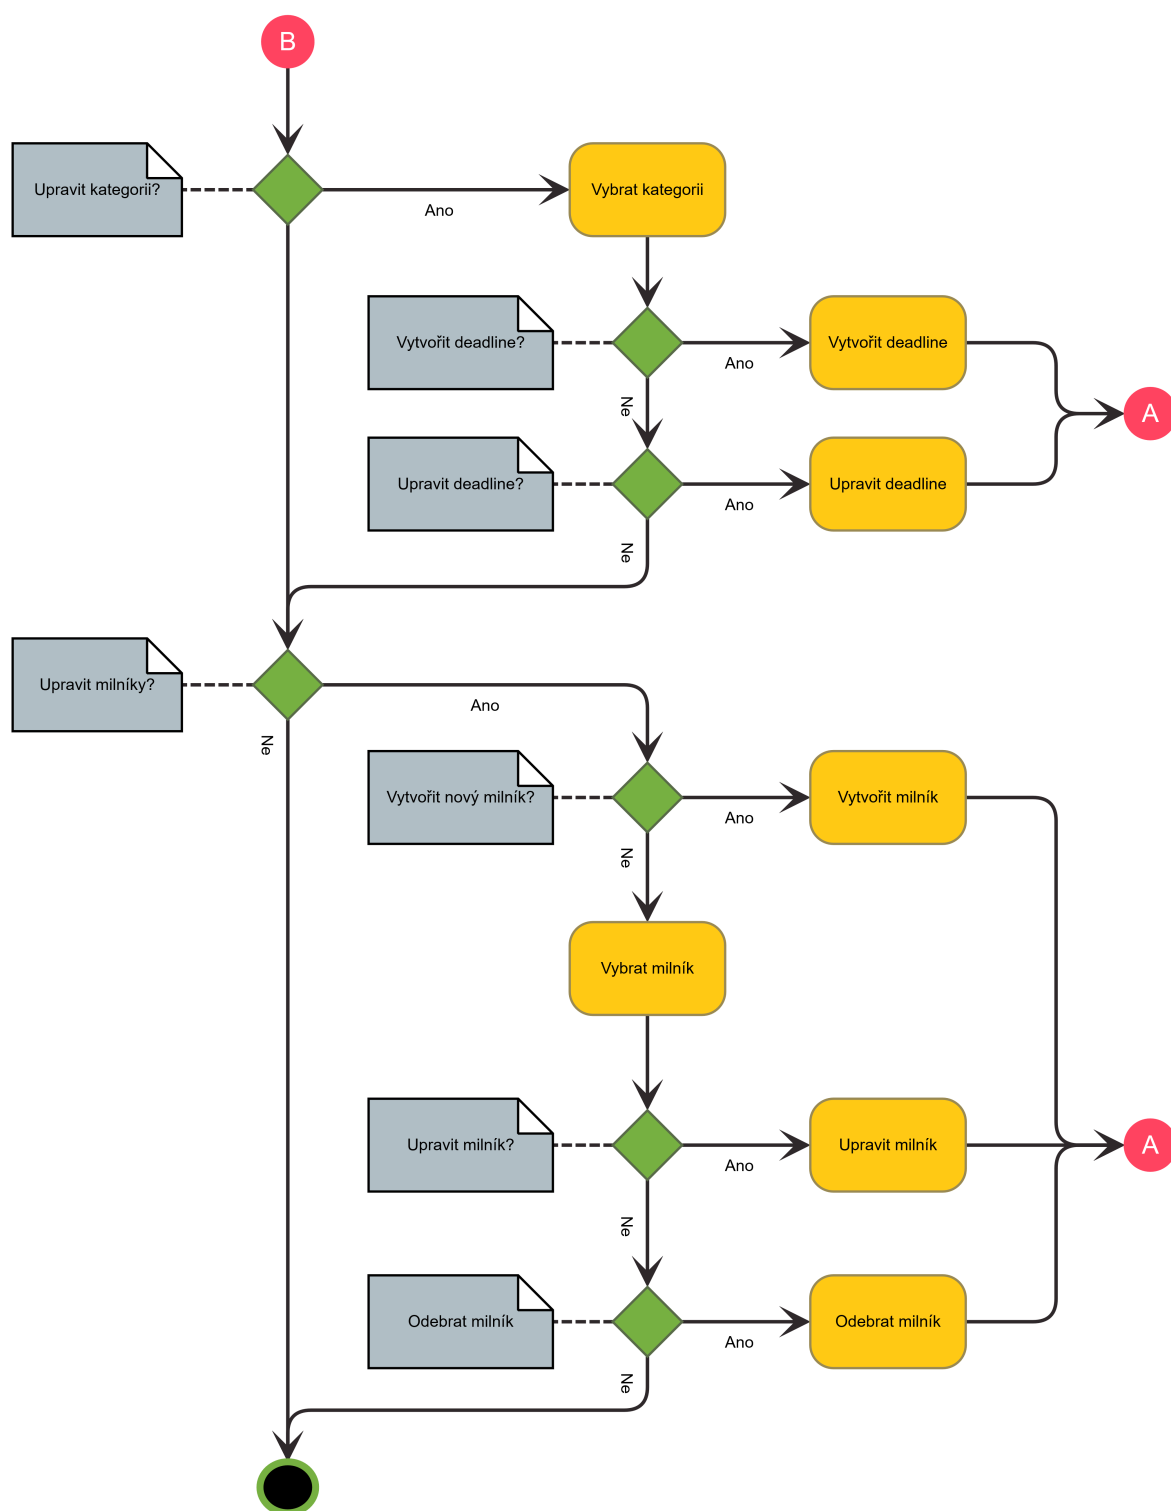 B
Upravit kategorii?
Ano
Vybrat kategorii
Vytvořit deadline?
Ano
Vytvořit deadline
Ne
A
Upravit deadline?
Ano
Upravit deadline
Ne
Upravit milníky?
Ano
Ne
Vytvořit nový milník?
Ano
Vytvořit milník
Ne
Vybrat milník
Upravit milník?
Ano
Upravit milník
A
Ne
Odebrat milník
Ano
Odebrat milník
Ne